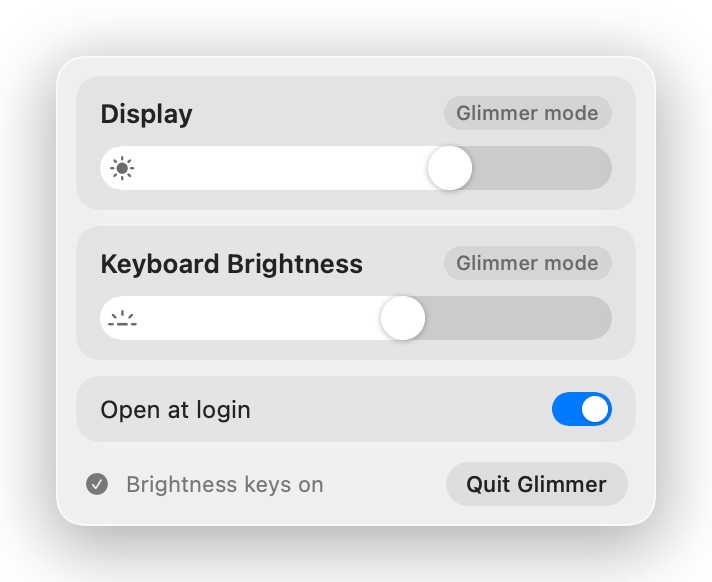 Display
Glimmer mode
Keyboard Brightness
Glimmer mode
Open at login
Brightness keys on
Quit Glimmer